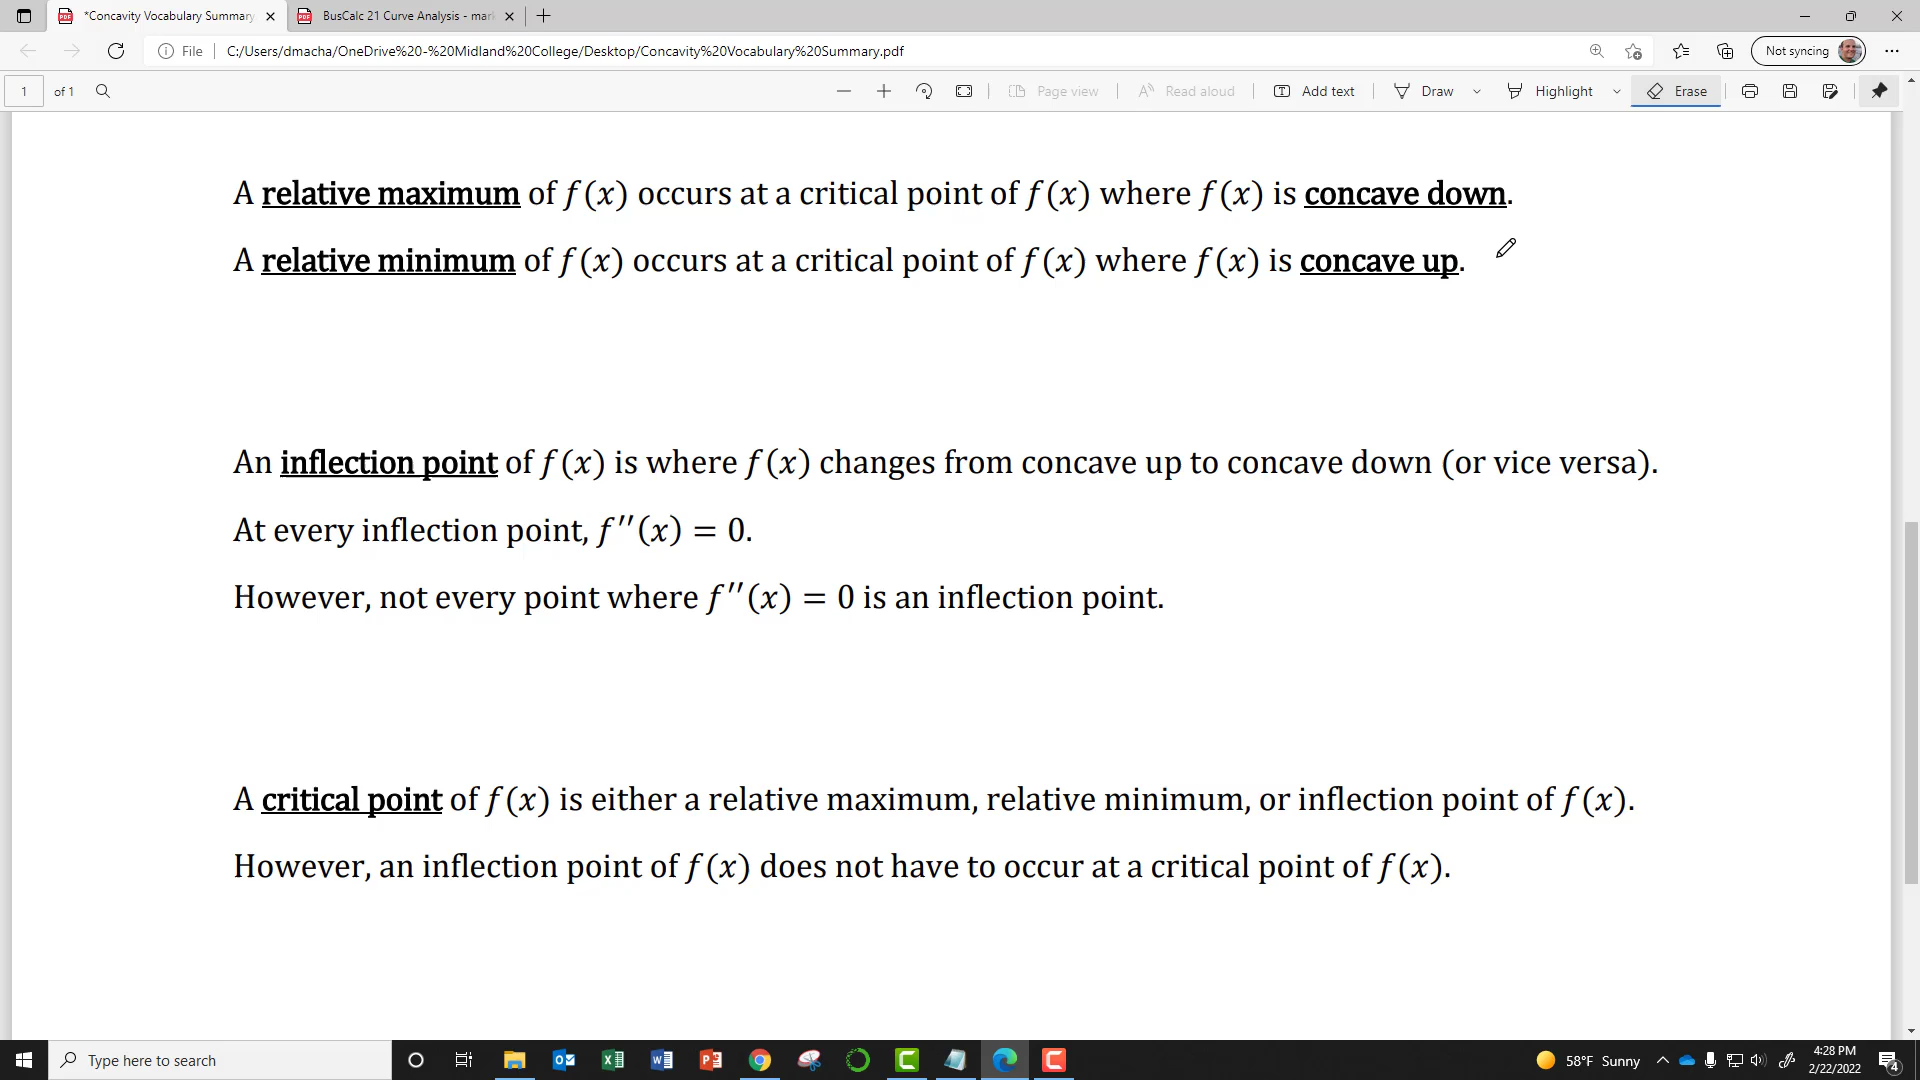 *Concavity Vocabulary Summary
BusCalc 21 Curve Analysis - mar
File
C:/Users/dmacha/OneDrive%20-%20Midland%20College/Desktop/Concavity%20Vocabulary%20Summary.pdf
Not syncing
1 of 1
Page view
Read aloud
Add text
Draw
Highlight
Erase
A relative maximum of f(x) occurs at a critical point of f(x) where f(x) is concave down.
A relative minimum of f(x) occurs at a critical point of f(x) where f(x) is concave up.
An inflection point of f(x) is where f(x) changes from concave up to concave down (or vice versa).
At every inflection point, f′′(x) = 0.
However, not every point where f′′(x) = 0 is an inflection point.
A critical point of f(x) is either a relative maximum, relative minimum, or inflection point of f(x).
However, an inflection point of f(x) does not have to occur at a critical point of f(x).
Type here to search
58°F Sunny
4:28 PM
2/22/2022
4